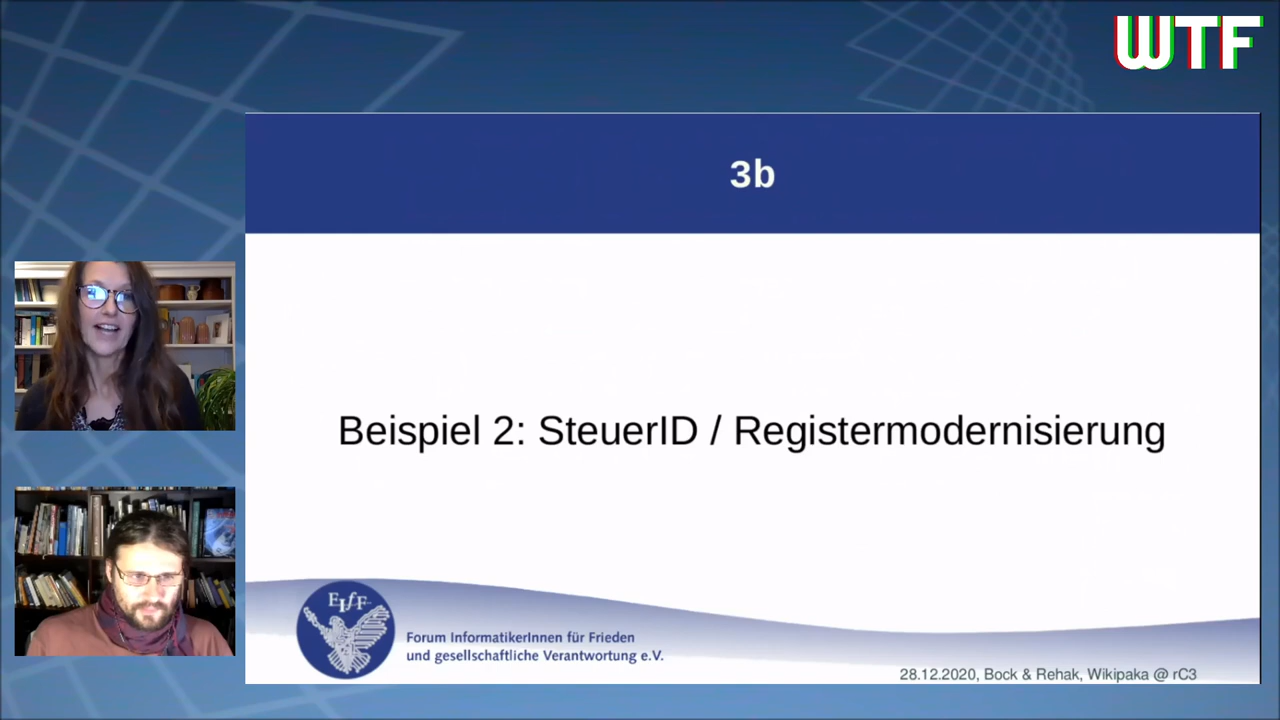 WTF
3b
Beispiel 2: SteuerID / Registermodernisierung
FIfF
Forum InformatikerInnen für Frieden
und gesellschaftliche Verantwortung e.V.
28.12.2020, Bock & Rehak, Wikipaka @ rC3